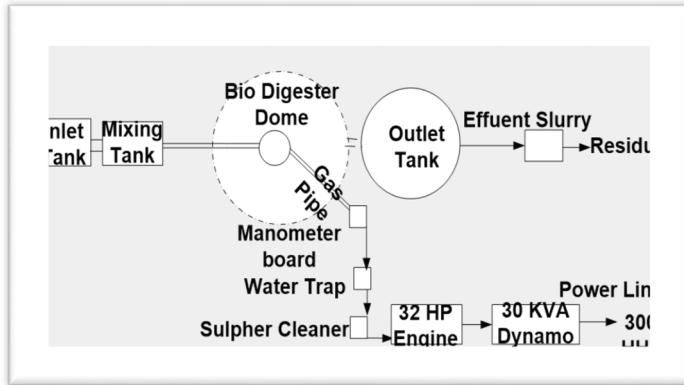 Bio Digester
Dome
nlet
Tank
Mixing
Tank
Outlet
Tank
Effuent Slurry
Residu
Gas
Pipe
Manometer
board
Water Trap
Sulpher Cleaner
32 HP
Engine
30 KVA
Dynamo
Power Lin
300